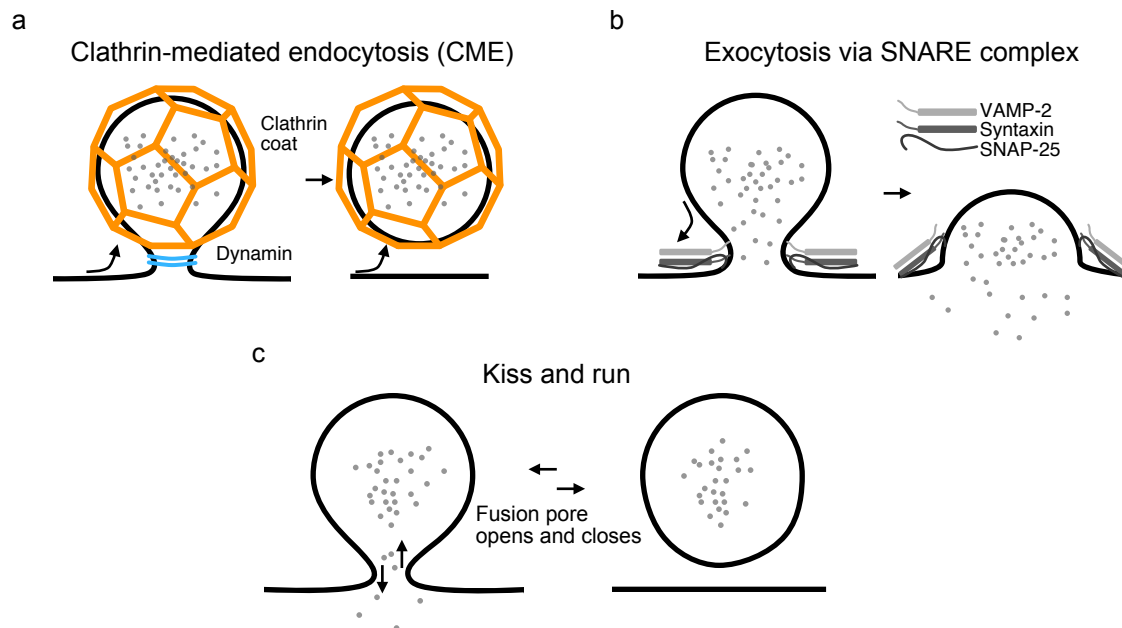 a
Clathrin-mediated endocytosis (CME)
Clathrin
coat
Dynamin
b
Exocytosis via SNARE complex
VAMP-2
Syntaxin
SNAP-25
c
Kiss and run
Fusion pore
opens and closes